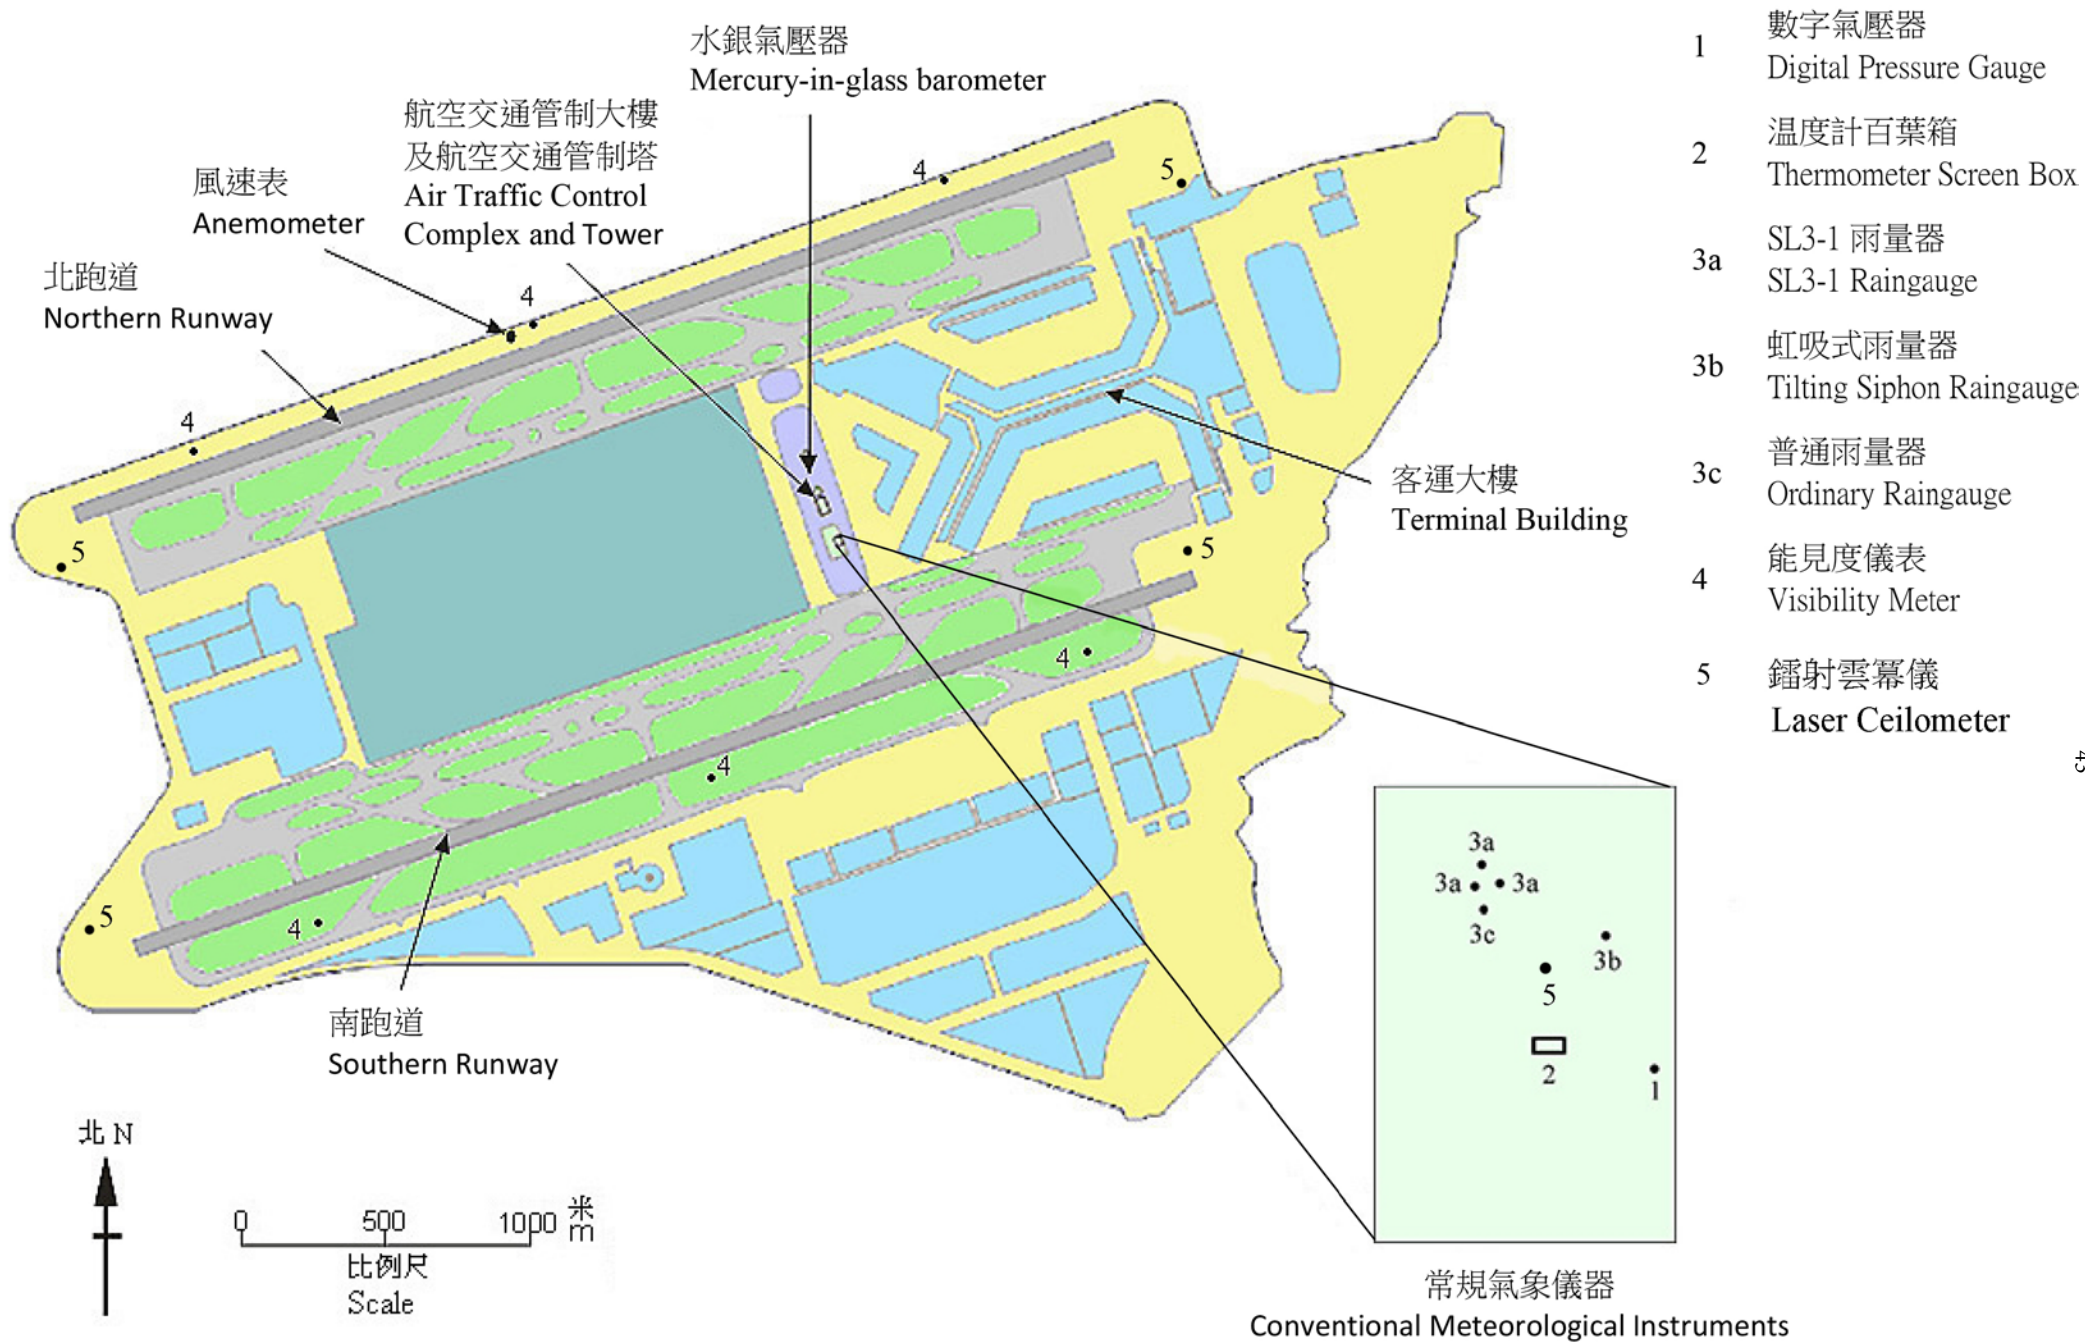 水銀氣壓器
Mercury-in-glass barometer
航空交通管制大樓
及航空交通管制塔
Air Traffic Control
Complex and Tower
風速表
Anemometer
北跑道
Northern Runway
4
5
4
4
5
客運大樓
Terminal Building
5
4
4
5
4
南跑道
Southern Runway
1
數字氣壓器
Digital Pressure Gauge
2
温度計百葉箱
Thermometer Screen Box
3a
SL3-1 雨量器
SL3-1 Raingauge
3b
虹吸式雨量器
Tilting Siphon Raingauge
3c
普通雨量器
Ordinary Raingauge
4
能見度儀表
Visibility Meter
5
鐳射雲冪儀
Laser Ceilometer
45
3a
3a 3a
3c
3b
5
2
1
常規氣象儀器
Conventional Meteorological Instruments
北 N
0 500 1000 米
m
比例尺
Scale